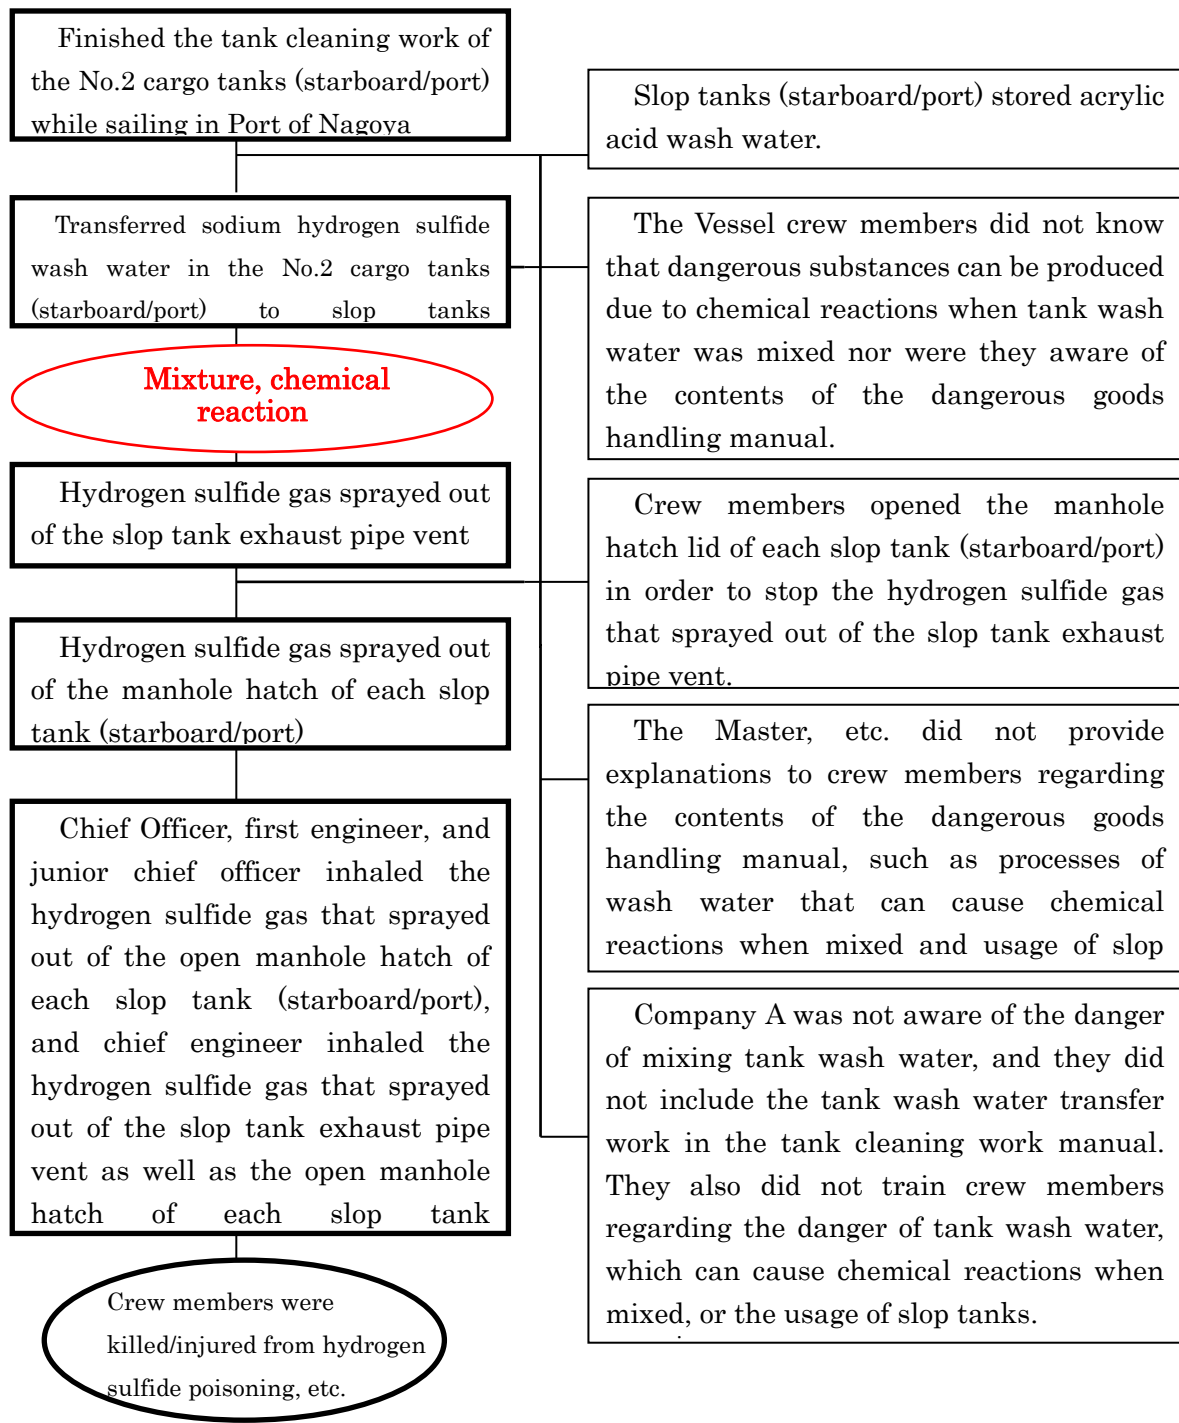 Finished the tank cleaning work of
the No.2 cargo tanks (starboard/port)
while sailing in Port of Nagoya
Transferred sodium hydrogen sulfide
wash water in the No.2 cargo tanks
(starboard/port) to slop tanks
Mixture, chemical
reaction
Hydrogen sulfide gas sprayed out
of the slop tank exhaust pipe vent
Hydrogen sulfide gas sprayed out
of the manhole hatch of each slop
tank (starboard/port)
Chief Officer, first engineer, and
junior chief officer inhaled the
hydrogen sulfide gas that sprayed
out of the open manhole hatch of
each slop tank (starboard/port),
and chief engineer inhaled the
hydrogen sulfide gas that sprayed
out of the slop tank exhaust pipe
vent as well as the open manhole
hatch of each slop tank
Crew members were
killed/injured from hydrogen
sulfide poisoning, etc.
Slop tanks (starboard/port) stored acrylic
acid wash water.
The Vessel crew members did not know
that dangerous substances can be produced
due to chemical reactions when tank wash
water was mixed nor were they aware of
the contents of the dangerous goods
handling manual.
Crew members opened the manhole
hatch lid of each slop tank (starboard/port)
in order to stop the hydrogen sulfide gas
that sprayed out of the slop tank exhaust
pipe vent.
The Master, etc. did not provide
explanations to crew members regarding
the contents of the dangerous goods
handling manual, such as processes of
wash water that can cause chemical
reactions when mixed and usage of slop
Company A was not aware of the danger
of mixing tank wash water, and they did
not include the tank wash water transfer
work in the tank cleaning work manual.
They also did not train crew members
regarding the danger of tank wash water,
which can cause chemical reactions when
mixed, or the usage of slop tanks.